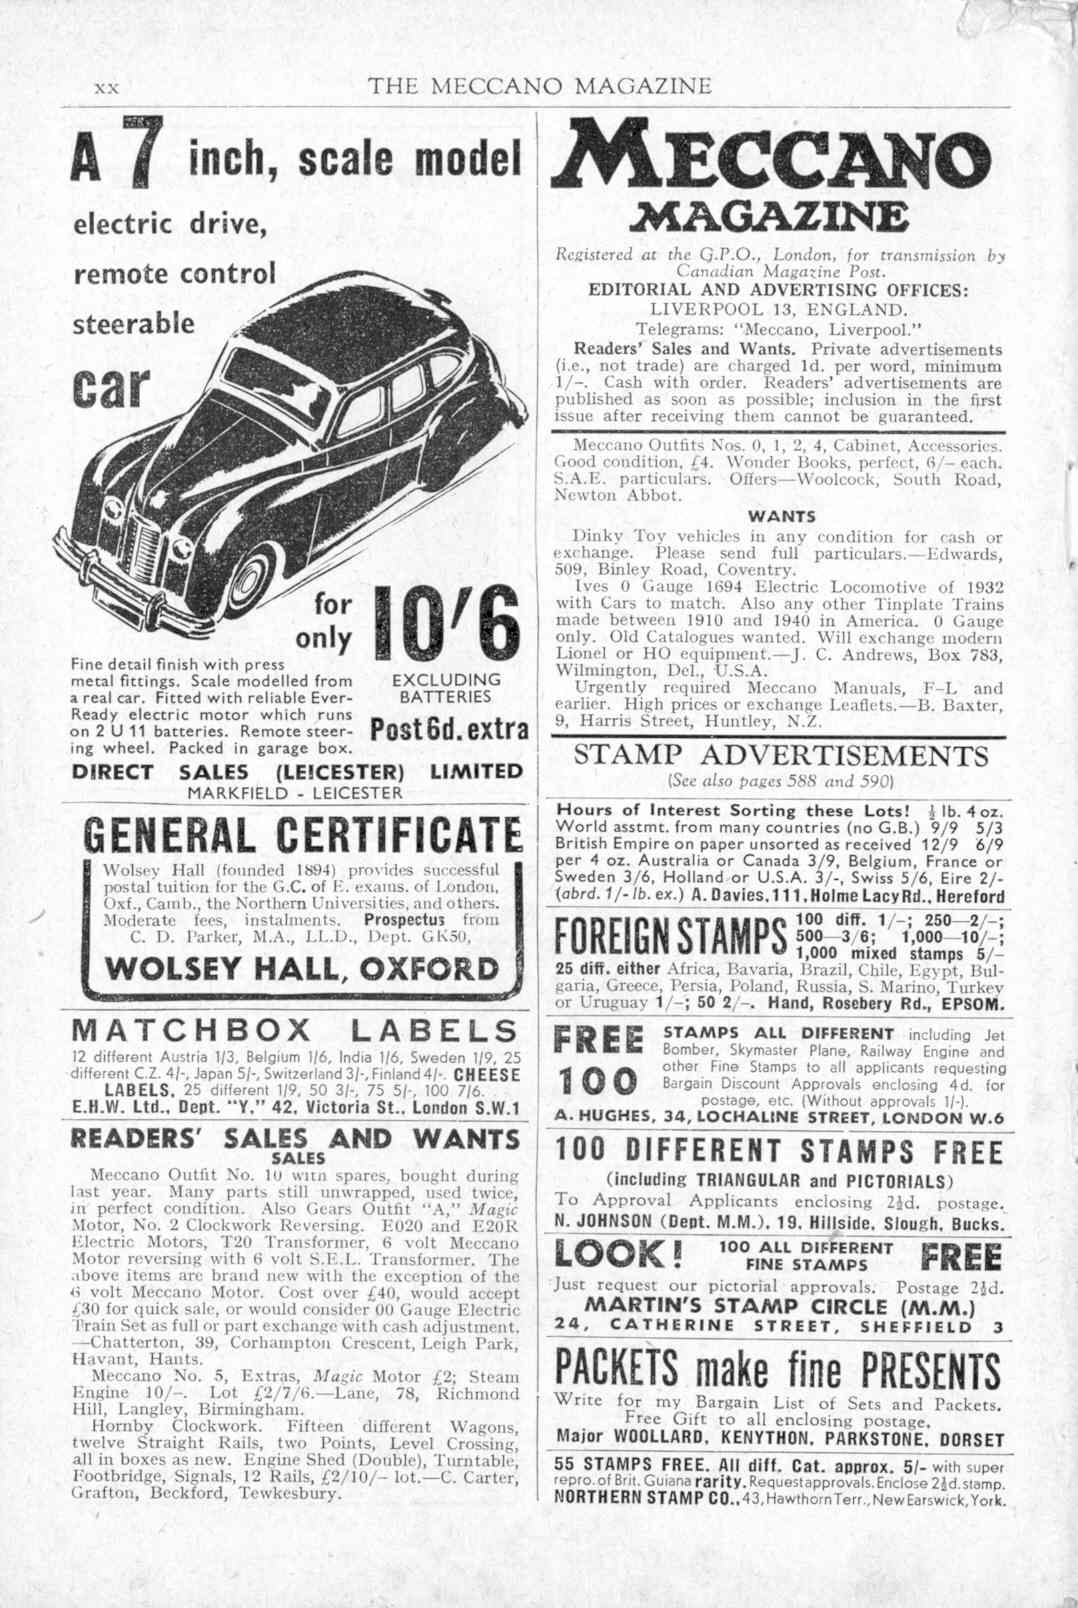 xx
THE MECCANO MAGAZINE
A 7 inch, scale model
electric drive,
remote control
steerable
car
for
only
10/6
Fine detail finish with press
metal fittings. Scale modelled from
a real car. Fitted with reliable Ever-
Ready electric motor which runs
on 2 U 11 batteries. Remote steer-
ing wheel. Packed in garage box.
EXCLUDING
BATTERIES
Post 6d. extra
DIRECT SALES (LEICESTER) LIMITED
MARKFIELD - LEICESTER
GENERAL CERTIFICATE
Wolsey Hall (founded 1894) provides successful
postal tuition for the G.C. of E. exams. of London,
Oxf., Camb., the Northern Universities, and others.
Moderate fees, instalments. Prospectus from
C. D. Parker, M.A., LL.D., Dept. GK50,
WOLSEY HALL, OXFORD
MATCHBOX LABELS
12 different Austria 1/3, Belgium 1/6, India 1/6, Sweden 1/9, 25
different C.Z. 4/-, Japan 5/-, Switzerland 3/-, Finland 4/-. CHEESE
LABELS, 25 different 1/9, 50 3/-, 75 5/-, 100 7/6.
E.H.W. Ltd., Dept. "Y," 42, Victoria St., London S.W.1
READERS' SALES AND WANTS
SALES
Meccano Outfit No. 10 with spares, bought during
last year. Many parts still unwrapped, used twice,
in perfect condition. Also Gears Outfit "A," Magic
Motor, No. 2 Clockwork Reversing. E020 and E20R
Electric Motors, T20 Transformer, 6 volt Meccano
Motor reversing with 6 volt S.E.L. Transformer. The
above items are brand new with the exception of the
6 volt Meccano Motor. Cost over £40, would accept
£30 for quick sale, or would consider 00 Gauge Electric
Train Set as full or part exchange with cash adjustment.
—Chatterton, 39, Corhampton Crescent, Leigh Park,
Havant, Hants.
Meccano No. 5, Extras, Magic Motor £2; Steam
Engine 10/-. Lot £2/7/6.—Lane, 78, Richmond
Hill, Langley, Birmingham.
Hornby Clockwork. Fifteen different Wagons,
twelve Straight Rails, two Points, Level Crossing,
all in boxes as new. Engine Shed (Double), Turntable,
Footbridge, Signals, 12 Rails, £2/10/- lot.—C. Carter,
Grafton, Beckford, Tewkesbury.
MECCANO
MAGAZINE
Registered at the G.P.O., London, for transmission by
Canadian Magazine Post.
EDITORIAL AND ADVERTISING OFFICES:
LIVERPOOL 13, ENGLAND.
Telegrams: "Meccano, Liverpool."
Readers' Sales and Wants. Private advertisements
(i.e., not trade) are charged 1d. per word, minimum
1/-. Cash with order. Readers' advertisements are
published as soon as possible; inclusion in the first
issue after receiving them cannot be guaranteed.
Meccano Outfits Nos. 0, 1, 2, 4, Cabinet, Accessories.
Good condition, £4. Wonder Books, perfect, 6/- each.
S.A.E. particulars. Offers—Woolcock, South Road,
Newton Abbot.
WANTS
Dinky Toy vehicles in any condition for cash or
exchange. Please send full particulars.—Edwards,
509, Binley Road, Coventry.
Ives 0 Gauge 1694 Electric Locomotive of 1932
with Cars to match. Also any other Tinplate Trains
made between 1910 and 1940 in America. 0 Gauge
only. Old Catalogues wanted. Will exchange modern
Lionel or HO equipment.—J. C. Andrews, Box 783,
Wilmington, Del., U.S.A.
Urgently required Meccano Manuals, F-L and
earlier. High prices or exchange Leaflets.—B. Baxter,
9, Harris Street, Huntley, N.Z.
STAMP ADVERTISEMENTS
(See also pages 588 and 590)
Hours of Interest Sorting these Lots! ½ lb. 4 oz.
World asstmt. from many countries (no G.B.) 9/9 5/3
British Empire on paper unsorted as received 12/9 6/9
per 4 oz. Australia or Canada 3/9, Belgium, France or
Sweden 3/6, Holland or U.S.A. 3/-, Swiss 5/6, Eire 2/-
(abrd. 1/- lb. ex.) A. Davies, 111, Holme Lacy Rd., Hereford
FOREIGN STAMPS
100 diff. 1/-; 250—2/-;
500—3/6; 1,000—10/-;
1,000 mixed stamps 5/-
25 diff. either Africa, Bavaria, Brazil, Chile, Egypt, Bul-
garia, Greece, Persia, Poland, Russia, S. Marino, Turkey
or Uruguay 1/-; 50 2/-. Hand, Rosebery Rd., EPSOM.
FREE
100
STAMPS ALL DIFFERENT including Jet
Bomber, Skymaster Plane, Railway Engine and
other Fine Stamps to all applicants requesting
Bargain Discount Approvals enclosing 4d. for
postage, etc. (Without approvals 1/-).
A. HUGHES, 34, LOCHALINE STREET, LONDON W.6
100 DIFFERENT STAMPS FREE
(including TRIANGULAR and PICTORIALS)
To Approval Applicants enclosing 2½d. postage.
N. JOHNSON (Dept. M.M.), 19, Hillside, Slough, Bucks.
LOOK!
100 ALL DIFFERENT
FINE STAMPS
FREE
Just request our pictorial approvals. Postage 2½d.
MARTIN'S STAMP CIRCLE (M.M.)
24, CATHERINE STREET, SHEFFIELD 3
PACKETS make fine PRESENTS
Write for my Bargain List of Sets and Packets.
Free Gift to all enclosing postage.
Major WOOLLARD, KENYTHON, PARKSTONE, DORSET
55 STAMPS FREE. All diff. Cat. approx. 5/- with super
repro. of Brit. Guiana rarity. Request approvals. Enclose 2½d. stamp.
NORTHERN STAMP CO., 43, Hawthorn Terr., New Earswick, York.